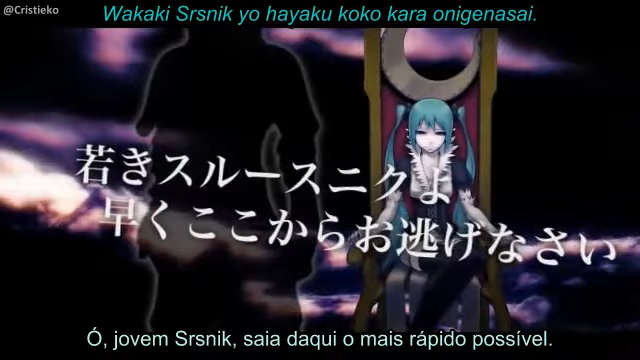 @Cristieko
Wakaki Srsnik yo hayaku koko kara onigenasai.
若きスルースニクよ
早くここからお逃げなさい
Ó, jovem Srsnik, saia daqui o mais rápido possível.